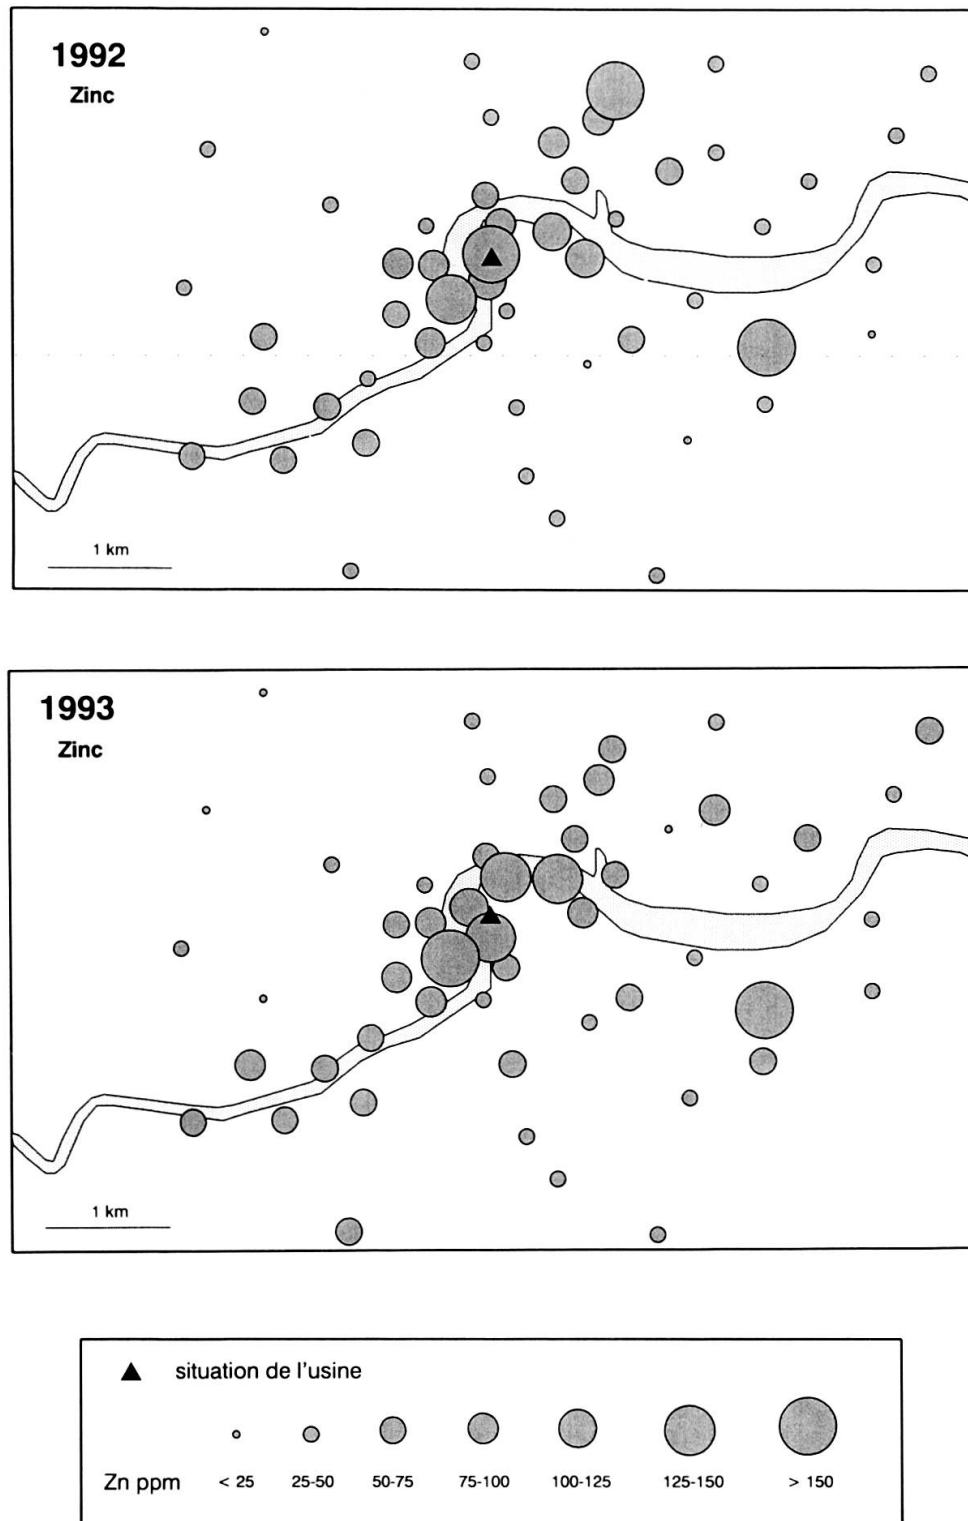 1992
Zinc
1 km
1993
Zinc
1 km
situation de l'usine
Zn ppm < 25 25-50 50-75 75-100 100-125 125-150 > 150